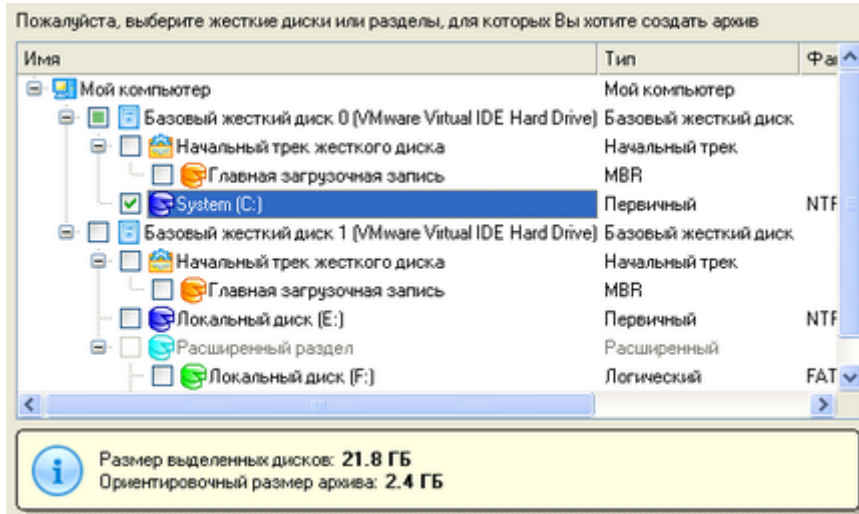 Пожалуйста, выберите жесткие диски или разделы, для которых Вы хотите создать архив
Имя Тип
Мой компьютер Мой компьютер
Базовый жесткий диск 0 (VMware Virtual IDE Hard Drive) Базовый жесткий диск
Начальный трек жесткого диска Начальный трек
Главная загрузочная запись MBR
System (C:) Первичный NTF
Базовый жесткий диск 1 (VMware Virtual IDE Hard Drive) Базовый жесткий диск
Начальный трек жесткого диска Начальный трек
Главная загрузочная запись MBR
Локальный диск (E:) Первичный NTF
Расширенный раздел Расширенный
Локальный диск (F:) Логический FAT
Размер выделенных дисков: 21.8 ГБ
Ориентировочный размер архива: 2.4 ГБ